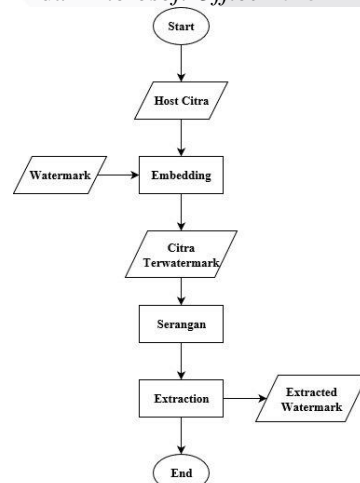 Start
Host Citra
Watermark
Embedding
Citra
Terwatermark
Serangan
Extraction
Extracted
Watermark
End